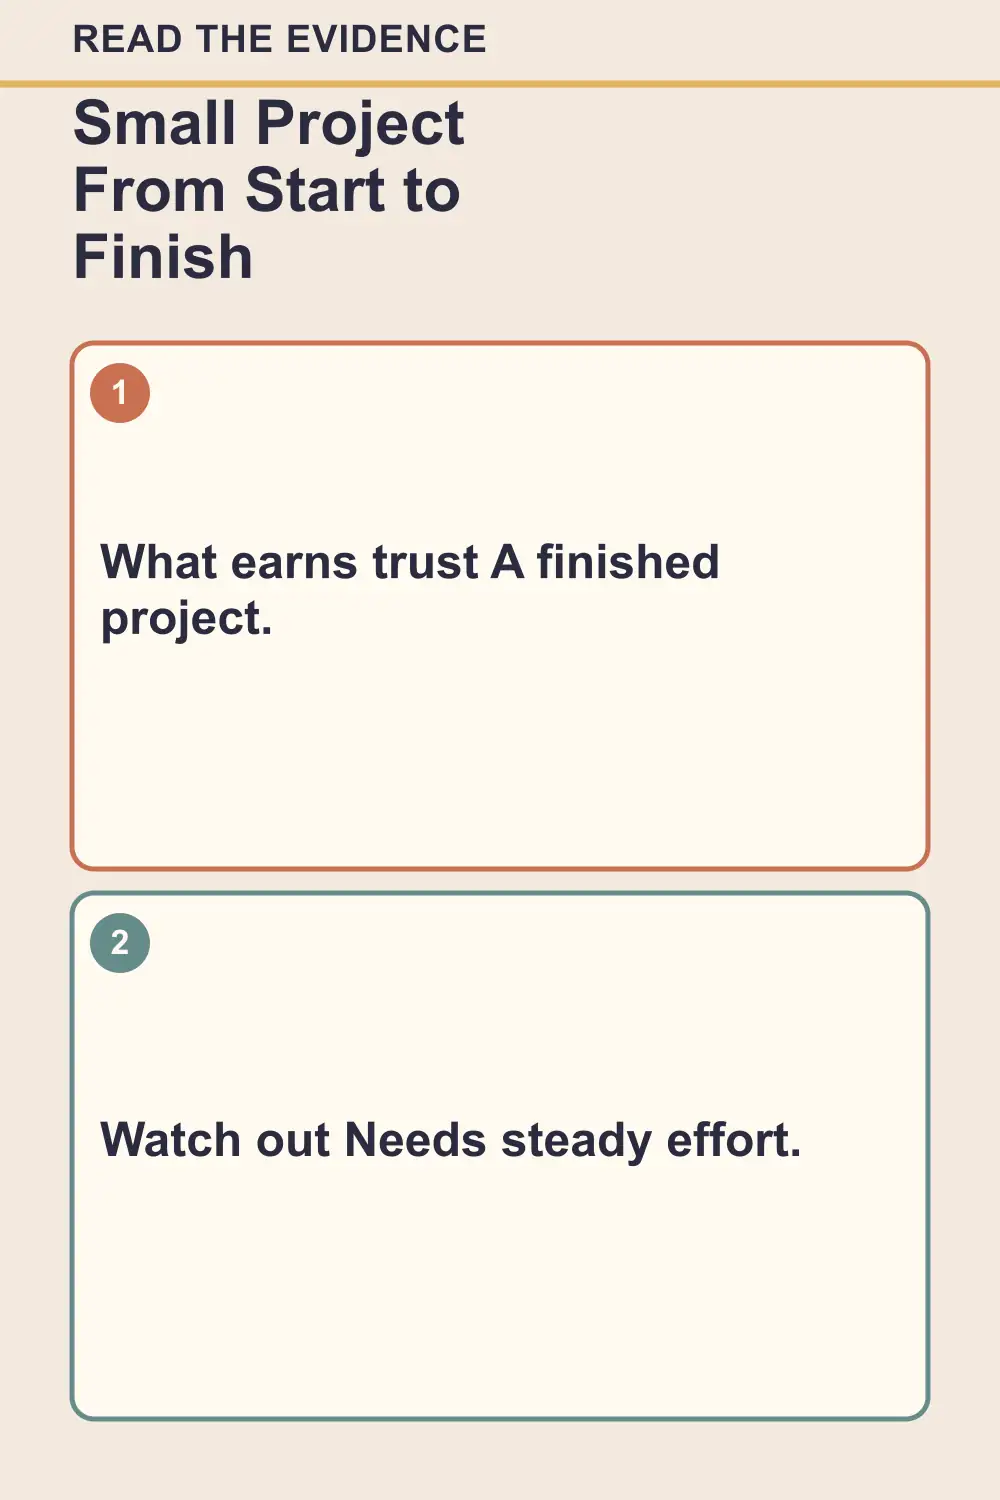 READ THE EVIDENCE
Small Project
From Start to
Finish
1
What earns trust A finished
project.
2
Watch out Needs steady effort.